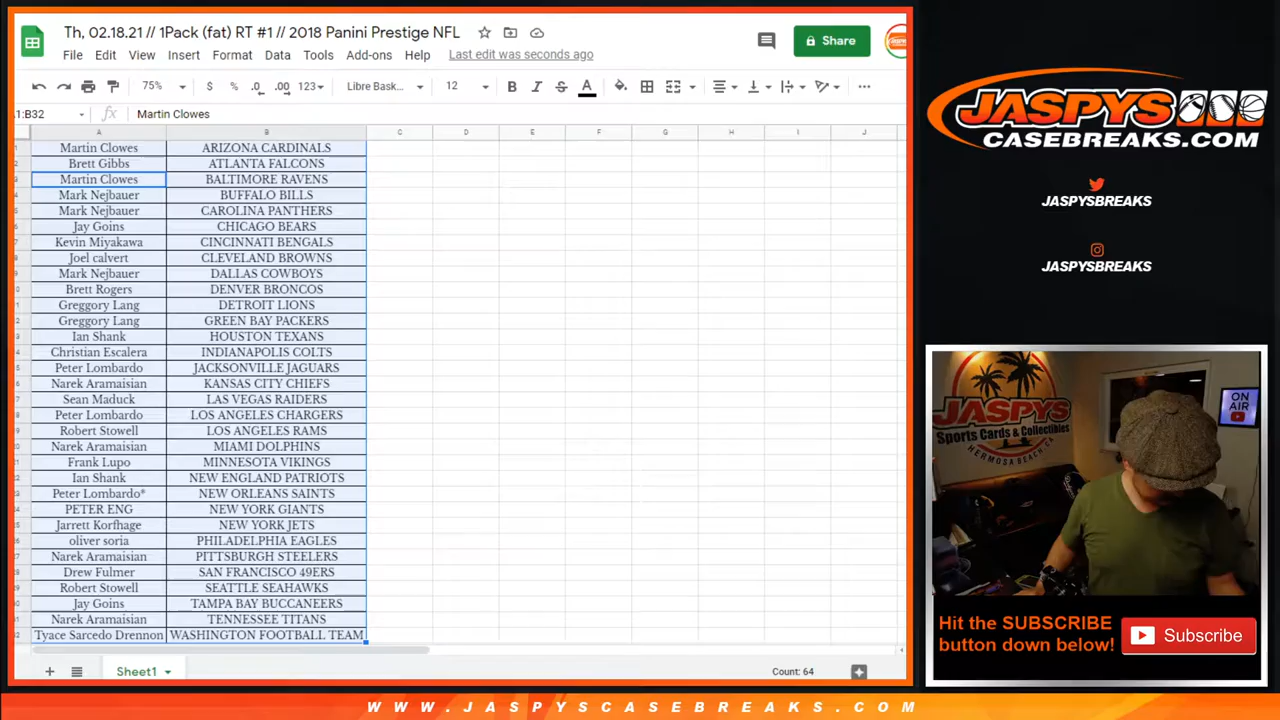 Th, 02.18.21 // 1Pack (fat) RT #1 // 2018 Panini Prestige NFL
File Edit View Insert Format Data Tools Add-ons Help Last edit was seconds ago
Share
75% $ % .0 .00 123 Libre Bask... 12 B I S A
1:B32 fx Martin Clowes
A B C D E F G H I J
Martin Clowes ARIZONA CARDINALS
Brett Gibbs ATLANTA FALCONS
Martin Clowes BALTIMORE RAVENS
Mark Nejbauer BUFFALO BILLS
Mark Nejbauer CAROLINA PANTHERS
Jay Goins CHICAGO BEARS
Kevin Miyakawa CINCINNATI BENGALS
Joel calvert CLEVELAND BROWNS
Mark Nejbauer DALLAS COWBOYS
Brett Rogers DENVER BRONCOS
Greggory Lang DETROIT LIONS
Greggory Lang GREEN BAY PACKERS
Ian Shank HOUSTON TEXANS
Christian Escalera INDIANAPOLIS COLTS
Peter Lombardo JACKSONVILLE JAGUARS
Narek Aramaisian KANSAS CITY CHIEFS
Sean Maduck LAS VEGAS RAIDERS
Peter Lombardo LOS ANGELES CHARGERS
Robert Stowell LOS ANGELES RAMS
Narek Aramaisian MIAMI DOLPHINS
Frank Lupo MINNESOTA VIKINGS
Ian Shank NEW ENGLAND PATRIOTS
Peter Lombardo* NEW ORLEANS SAINTS
PETER ENG NEW YORK GIANTS
Jarrett Korfhage NEW YORK JETS
oliver soria PHILADELPHIA EAGLES
Narek Aramaisian PITTSBURGH STEELERS
Drew Fulmer SAN FRANCISCO 49ERS
Robert Stowell SEATTLE SEAHAWKS
Jay Goins TAMPA BAY BUCCANEERS
Narek Aramaisian TENNESSEE TITANS
Tyace Sarcedo Drennon WASHINGTON FOOTBALL TEAM
Sheet1 Count: 64
JASPYS
CASEBREAKS.COM
JASPYSBREAKS
JASPYSBREAKS
JASPYS
Sports Cards & Collectibles
HERMOSA BEACH, CA
ON
AIR
Hit the SUBSCRIBE
button down below!
Subscribe
WWW.JASPYSCASEBREAKS.COM